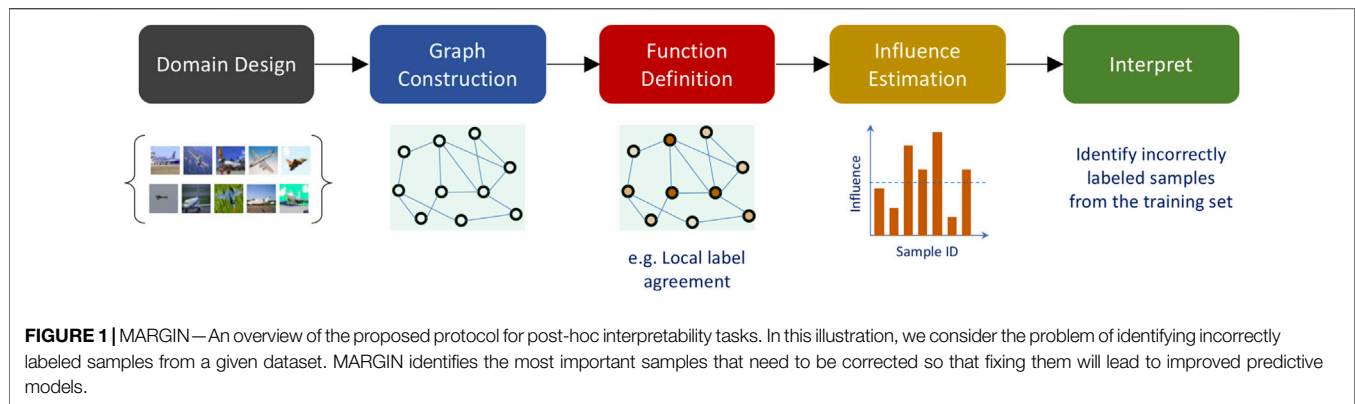 Domain Design
Graph
Construction
Function
Definition
Influence
Estimation
Interpret
e.g. Local label
agreement
Influence
Sample ID
Identify incorrectly
labeled samples
from the training set
FIGURE 1 | MARGIN—An overview of the proposed protocol for post-hoc interpretability tasks. In this illustration, we consider the problem of identifying incorrectly
labeled samples from a given dataset. MARGIN identifies the most important samples that need to be corrected so that fixing them will lead to improved predictive
models.